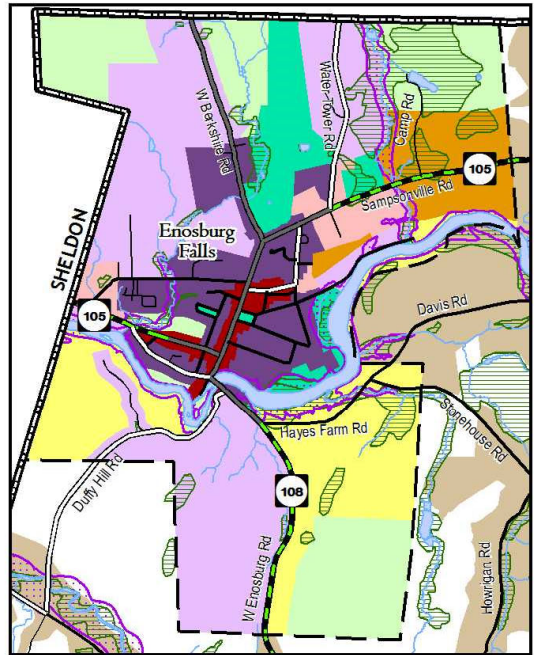 Water Tower Rd
W Berkshire Rd
Camp Rd
105
Sampsonville Rd
SHELDON
Enosburg
Falls
105
Davis Rd
Stonehouse Rd
Hayes Farm Rd
Duffy Hill Rd
108
W Enosburg Rd
Howrigan Rd